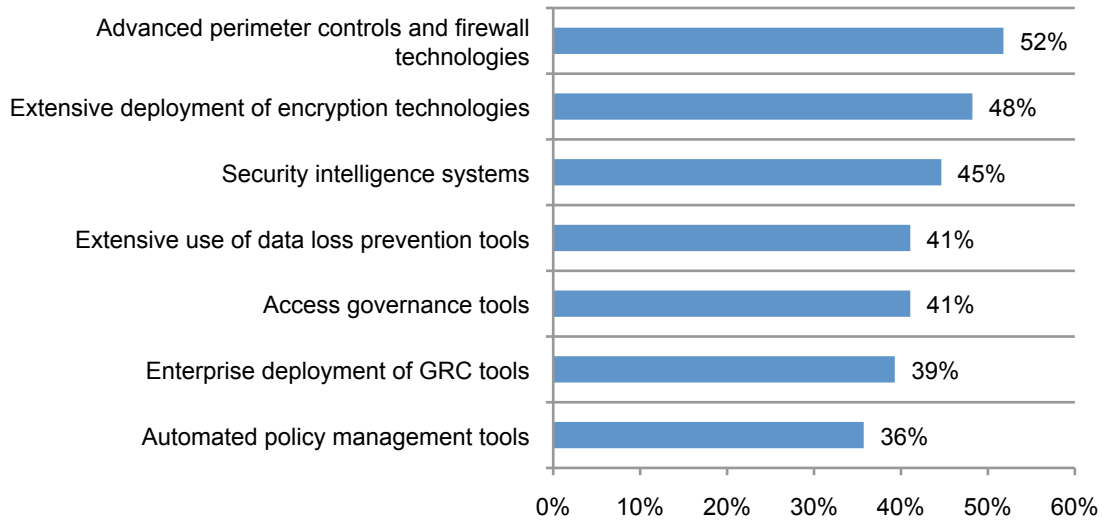 Advanced perimeter controls and firewall
technologies
52%
Extensive deployment of encryption technologies
48%
Security intelligence systems
45%
Extensive use of data loss prevention tools
41%
Access governance tools
41%
Enterprise deployment of GRC tools
39%
Automated policy management tools
36%
0% 10% 20% 30% 40% 50% 60%